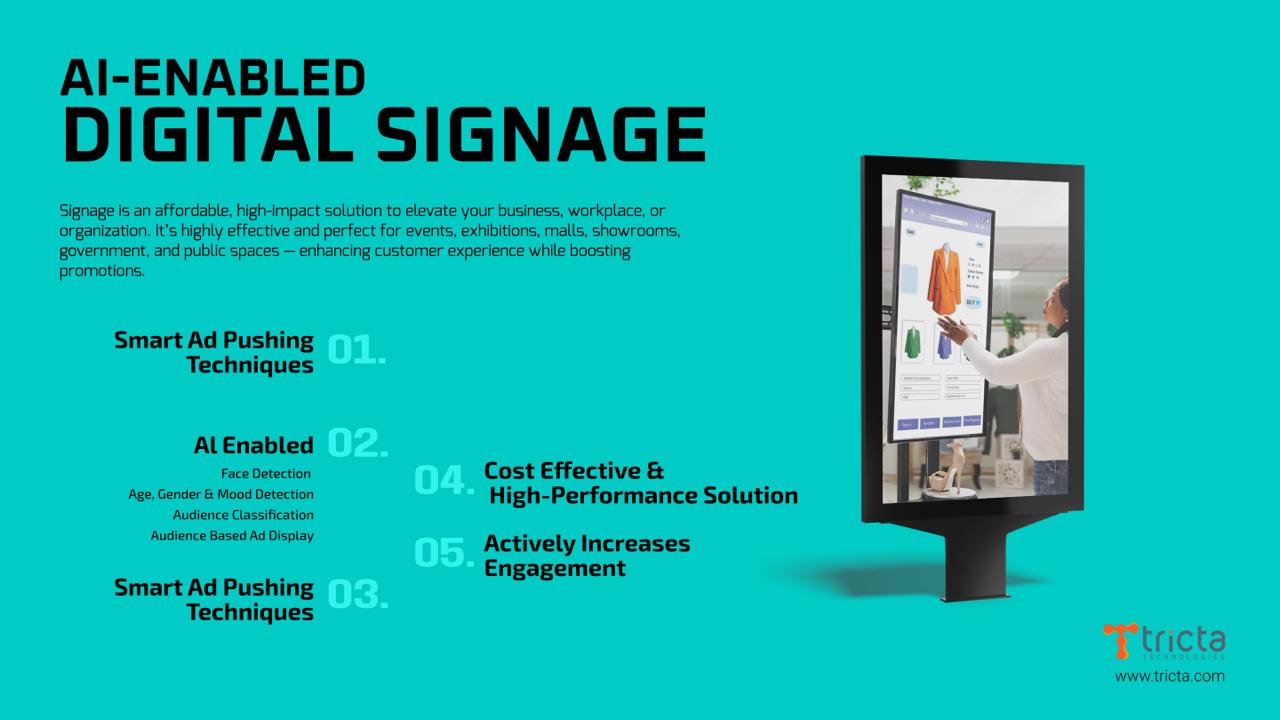 AI-ENABLED
DIGITAL SIGNAGE
Signage is an affordable, high-impact solution to elevate your business, workplace, or
organization. It's highly effective and perfect for events, exhibitions, malls, showrooms,
government, and public spaces — enhancing customer experience while boosting
promotions.
Smart Ad Pushing
Techniques
01.
AI Enabled
02.
Face Detection
Age, Gender & Mood Detection
Audience Classification
Audience Based Ad Display
Smart Ad Pushing
Techniques
03.
04.
Cost Effective &
High-Performance Solution
05.
Actively Increases
Engagement
BUY
tricta
TECHNOLOGIES
www.tricta.com